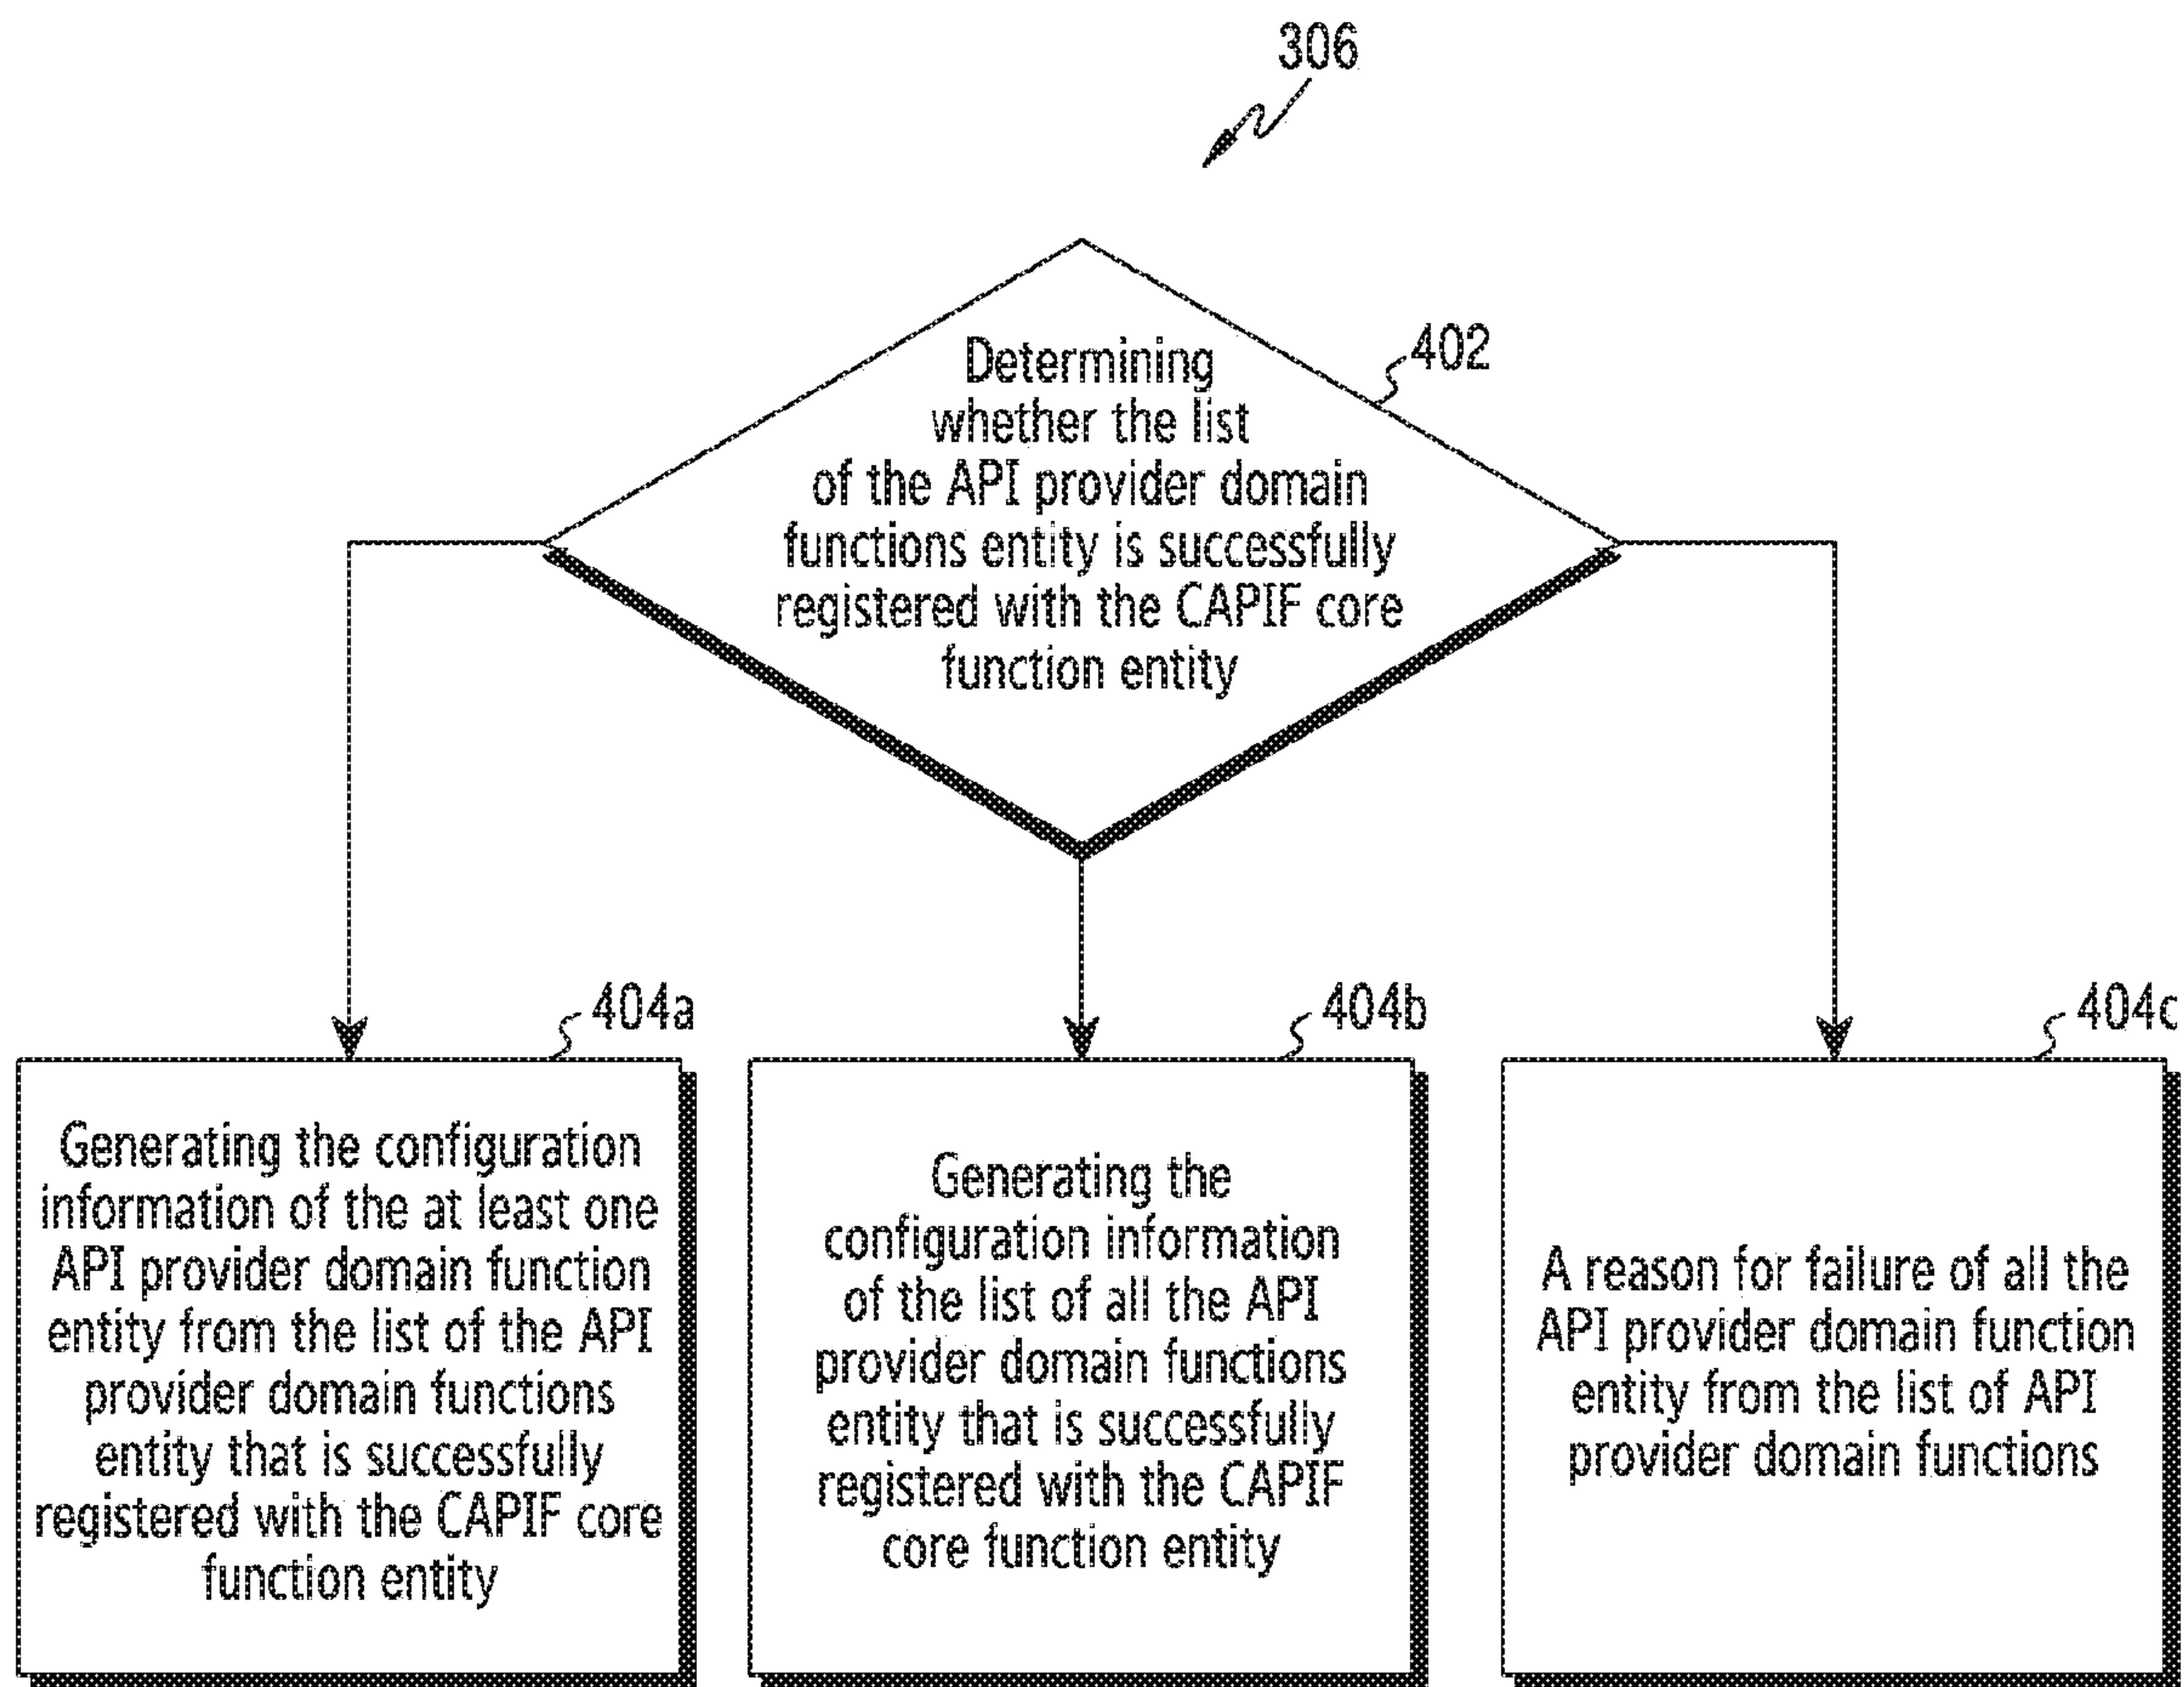 306
402
Determining
whether the list
of the API provider domain
functions entity is successfully
registered with the CAPIF core
function entity
404a
Generating the configuration
information of the at least one
API provider domain function
entity from the list of the API
provider domain functions
entity that is successfully
registered with the CAPIF core
function entity
404b
Generating the
configuration information
of the list of all the API
provider domain functions
entity that is successfully
registered with the CAPIF
core function entity
404c
A reason for failure of all the
API provider domain function
entity from the list of API
provider domain functions